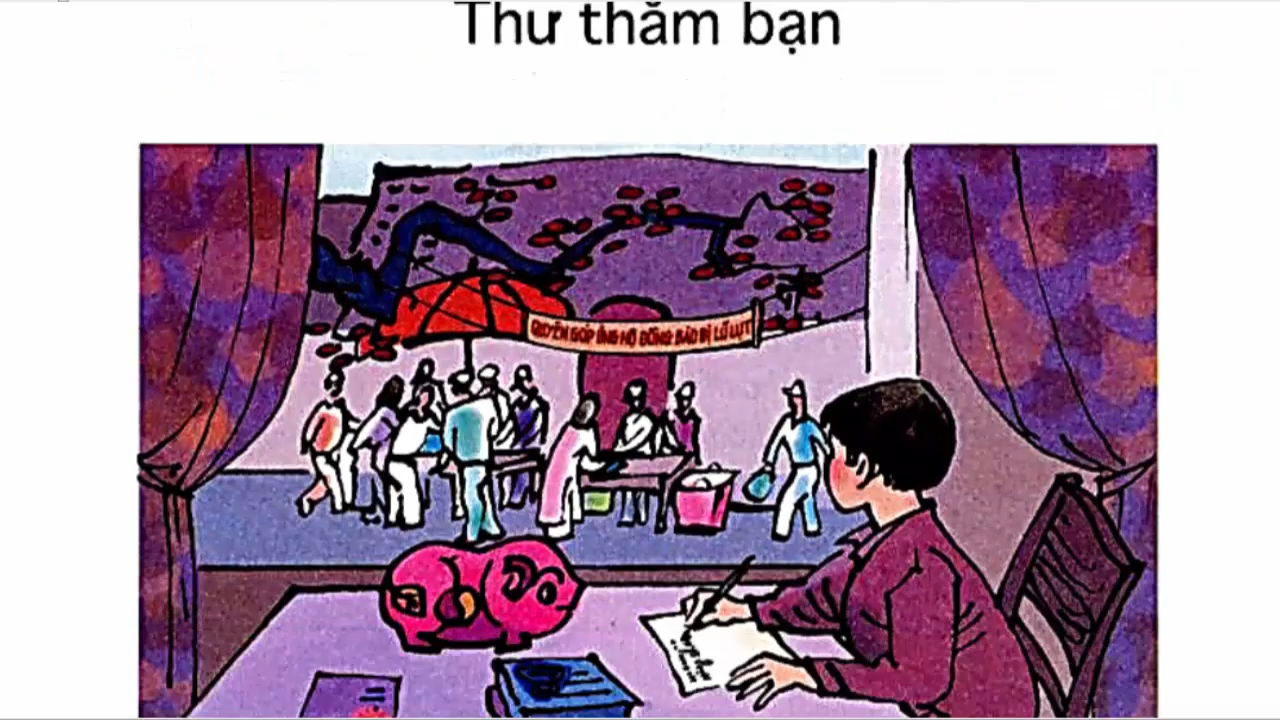 Thư thăm bạn
QUYÊN GÓP ỦNG HỘ ĐỒNG BÀO BỊ LŨ LỤT